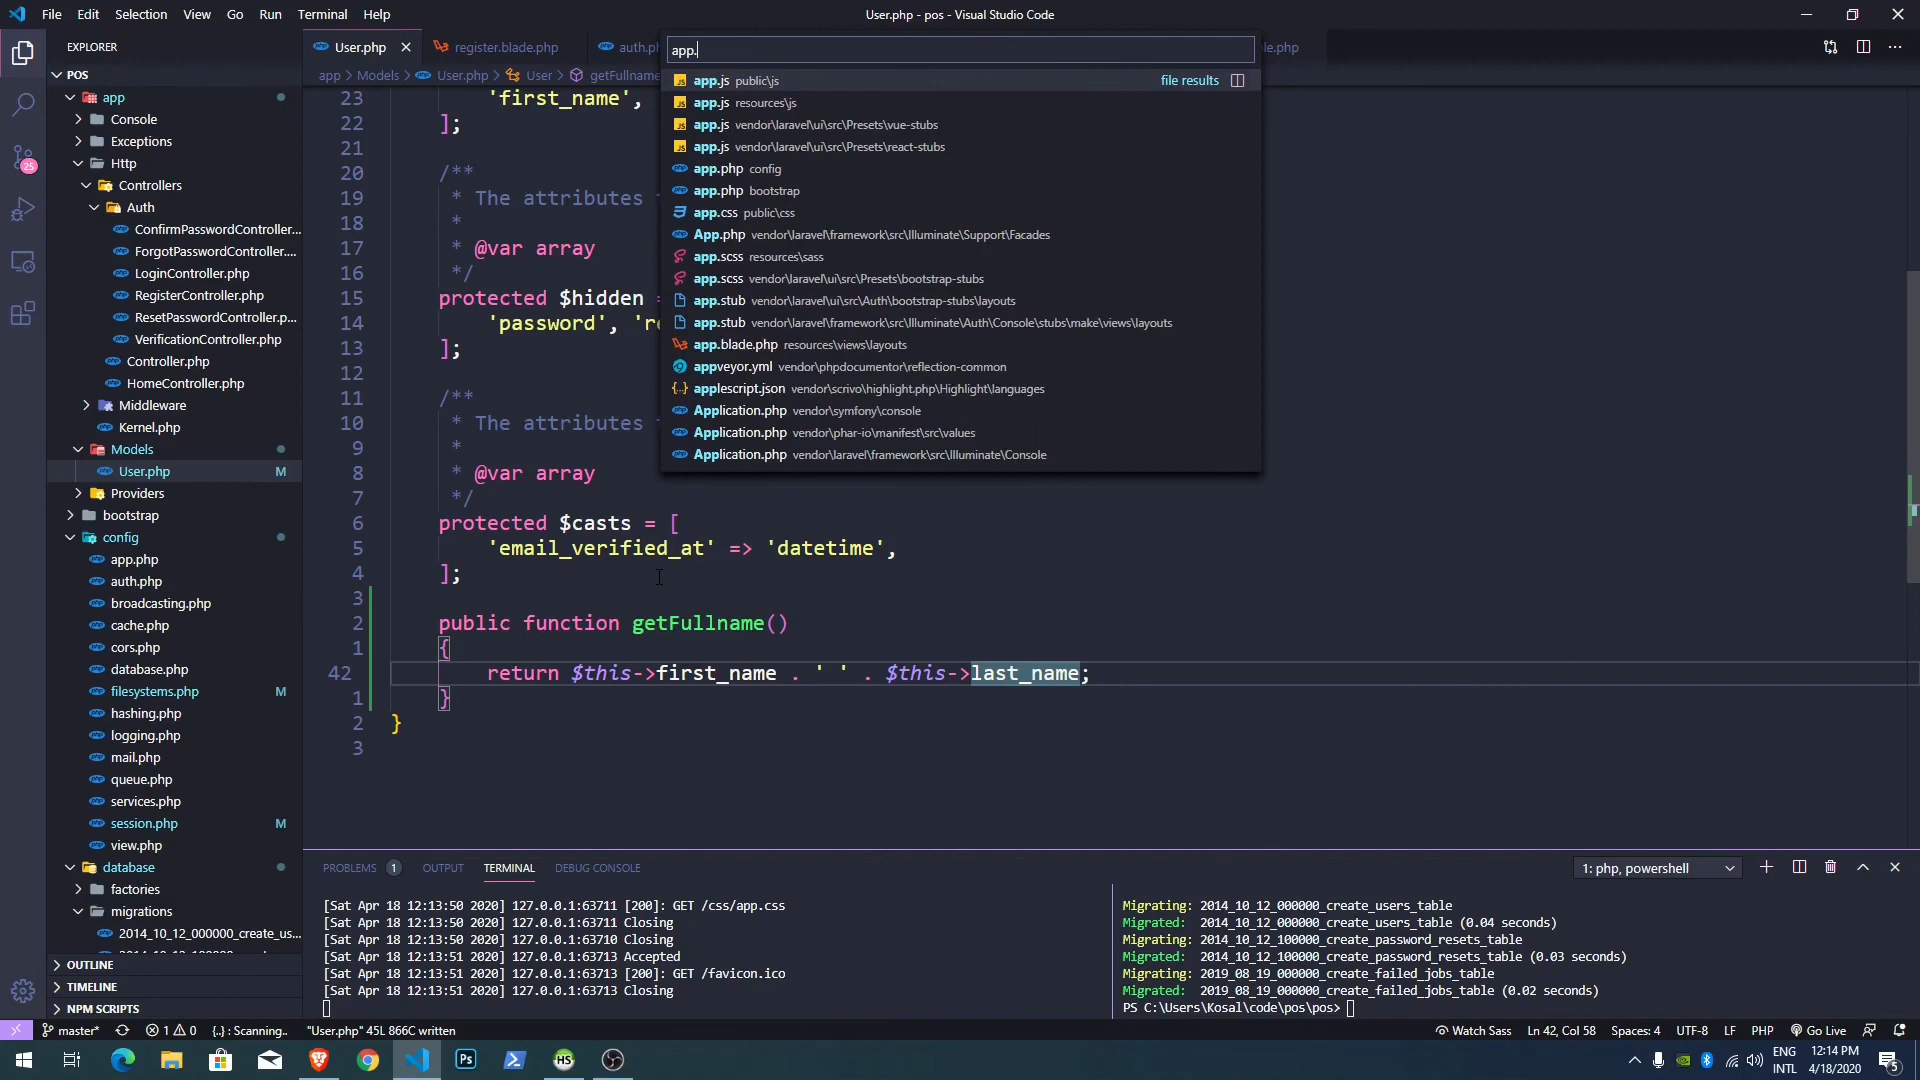 File Edit Selection View Go Run Terminal Help
User.php - pos - Visual Studio Code
EXPLORER
POS
app
Console
Exceptions
Http
Controllers
Auth
ConfirmPasswordController...
ForgotPasswordController....
LoginController.php
RegisterController.php
ResetPasswordController.p...
VerificationController.php
Controller.php
HomeController.php
Middleware
Kernel.php
Models
User.php M
Providers
bootstrap
config
app.php
auth.php
broadcasting.php
cache.php
cors.php
database.php
filesystems.php M
hashing.php
logging.php
mail.php
queue.php
services.php
session.php M
view.php
database
factories
migrations
2014_10_12_000000_create_us...
OUTLINE
TIMELINE
NPM SCRIPTS
25
User.php register.blade.php auth.ph le.php
app > Models > User.php > User > getFullname
app.
app.js public\js file results
app.js resources\js
app.js vendor\laravel\ui\src\Presets\vue-stubs
app.js vendor\laravel\ui\src\Presets\react-stubs
app.php config
app.php bootstrap
app.css public\css
App.php vendor\laravel\framework\src\Illuminate\Support\Facades
app.scss resources\sass
app.scss vendor\laravel\ui\src\Presets\bootstrap-stubs
app.stub vendor\laravel\ui\src\Auth\bootstrap-stubs\layouts
app.stub vendor\laravel\framework\src\Illuminate\Auth\Console\stubs\make\views\layouts
app.blade.php resources\views\layouts
appveyor.yml vendor\phpdocumentor\reflection-common
applescript.json vendor\scrivo\highlight.php\Highlight\languages
Application.php vendor\symfony\console
Application.php vendor\phar-io\manifest\src\values
Application.php vendor\laravel\framework\src\Illuminate\Console
23 'first_name',
22 ];
21
20 /**
19 * The attributes
18 *
17 * @var array
16 */
15 protected $hidden =
14 'password', 're
13 ];
12
11 /**
10 * The attributes
9 *
8 * @var array
7 */
6 protected $casts = [
5 'email_verified_at' => 'datetime',
4 ];
3
2 public function getFullname()
1 {
42 return $this->first_name . ' ' . $this->last_name;
1 }
2 }
3
PROBLEMS 1 OUTPUT TERMINAL DEBUG CONSOLE
1: php, powershell
[Sat Apr 18 12:13:50 2020] 127.0.0.1:63711 [200]: GET /css/app.css
[Sat Apr 18 12:13:50 2020] 127.0.0.1:63711 Closing
[Sat Apr 18 12:13:50 2020] 127.0.0.1:63710 Closing
[Sat Apr 18 12:13:51 2020] 127.0.0.1:63713 Accepted
[Sat Apr 18 12:13:51 2020] 127.0.0.1:63713 [200]: GET /favicon.ico
[Sat Apr 18 12:13:51 2020] 127.0.0.1:63713 Closing
Migrating: 2014_10_12_000000_create_users_table
Migrated: 2014_10_12_000000_create_users_table (0.04 seconds)
Migrating: 2014_10_12_100000_create_password_resets_table
Migrated: 2014_10_12_100000_create_password_resets_table (0.03 seconds)
Migrating: 2019_08_19_000000_create_failed_jobs_table
Migrated: 2019_08_19_000000_create_failed_jobs_table (0.02 seconds)
PS C:\Users\Kosal\code\pos\pos>
master* 1 0 {..} : Scanning.. "User.php" 45L 866C written
Watch Sass Ln 42, Col 58 Spaces: 4 UTF-8 LF PHP Go Live
Ps HS
ENG INTL
12:14 PM
4/18/2020
5